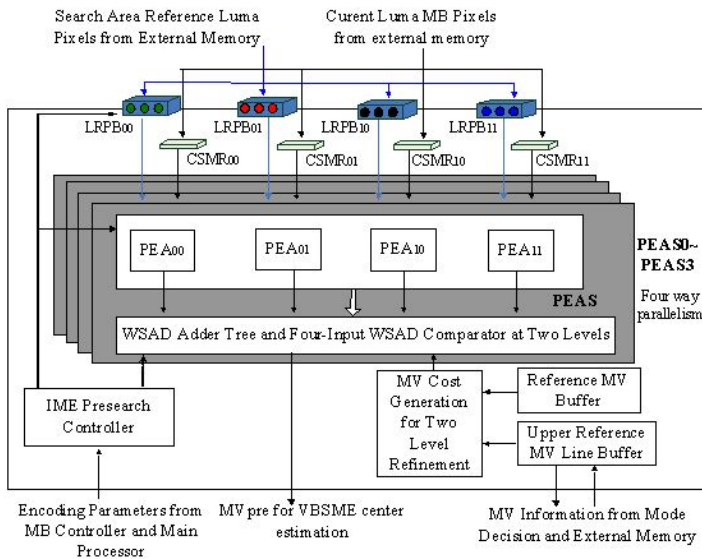 Search Area Reference Luma
Pixels from External Memory
Curent Luma MB Pixels
from external memory
LRPB00
LRPB01
LRPB10
LRPB11
CSMR00
CSMR01
CSMR10
CSMR11
PEA00
PEA01
PEA10
PEA11
PEAS0~
PEAS3
PEAS
Four way
parallelism
WSAD Adder Tree and Four-Input WSAD Comparator at Two Levels
IME Presearch
Controller
MV Cost
Generation
for Two
Level
Refinement
Reference MV
Buffer
Upper Reference
MV Line Buffer
Encoding Parameters from
MB Controller and Main
Processor
MV pre for VBSME center
estimation
MV Information from Mode
Decision and External Memory